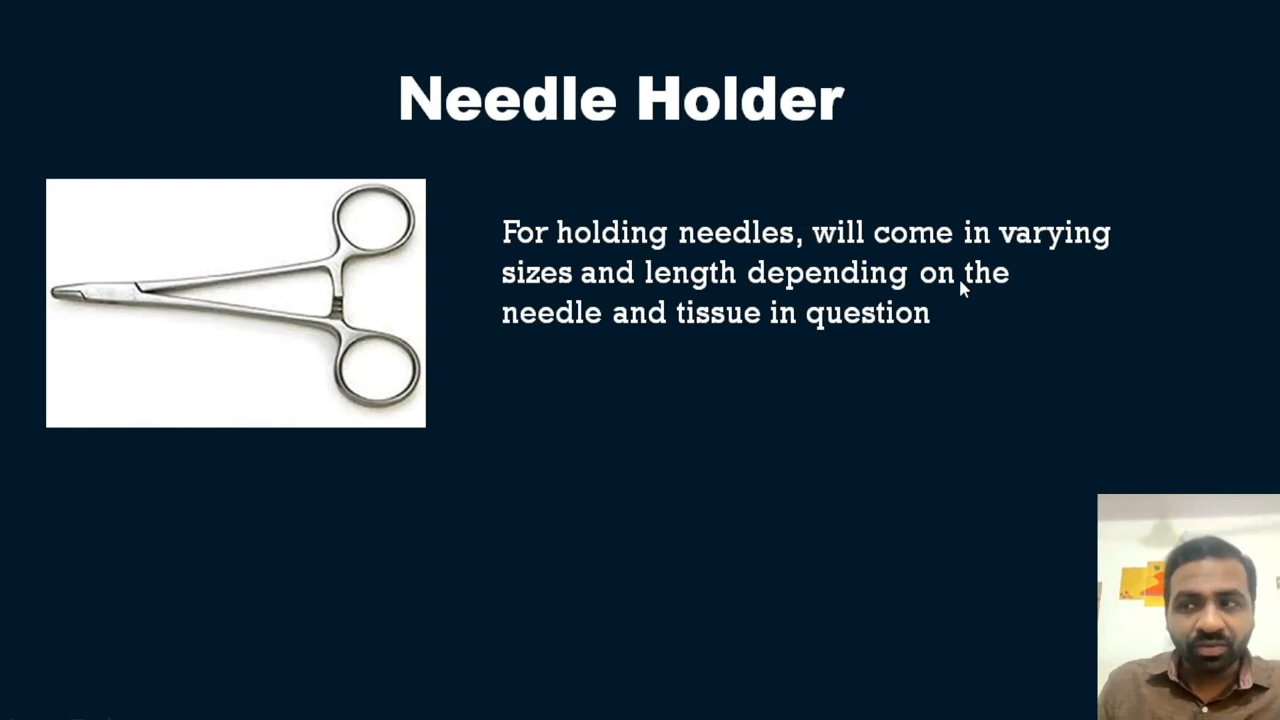 Needle Holder
For holding needles, will come in varying
sizes and length depending on the
needle and tissue in question